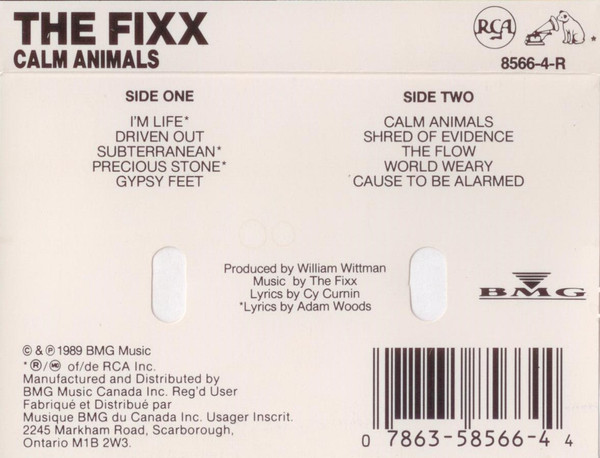 THE FIXX
CALM ANIMALS
RCA
*
8566-4-R
SIDE ONE
I'M LIFE*
DRIVEN OUT
SUBTERRANEAN*
PRECIOUS STONE*
GYPSY FEET
SIDE TWO
CALM ANIMALS
SHRED OF EVIDENCE
THE FLOW
WORLD WEARY
CAUSE TO BE ALARMED
Produced by William Wittman
Music by The Fixx
Lyrics by Cy Curnin
*Lyrics by Adam Woods
BMG
© & ℗ 1989 BMG Music
*®/MD of/de RCA Inc.
Manufactured and Distributed by
BMG Music Canada Inc. Reg'd User
Fabriqué et Distribué par
Musique BMG du Canada Inc. Usager Inscrit.
2245 Markham Road, Scarborough,
Ontario M1B 2W3.
0 7863-58566-4 4